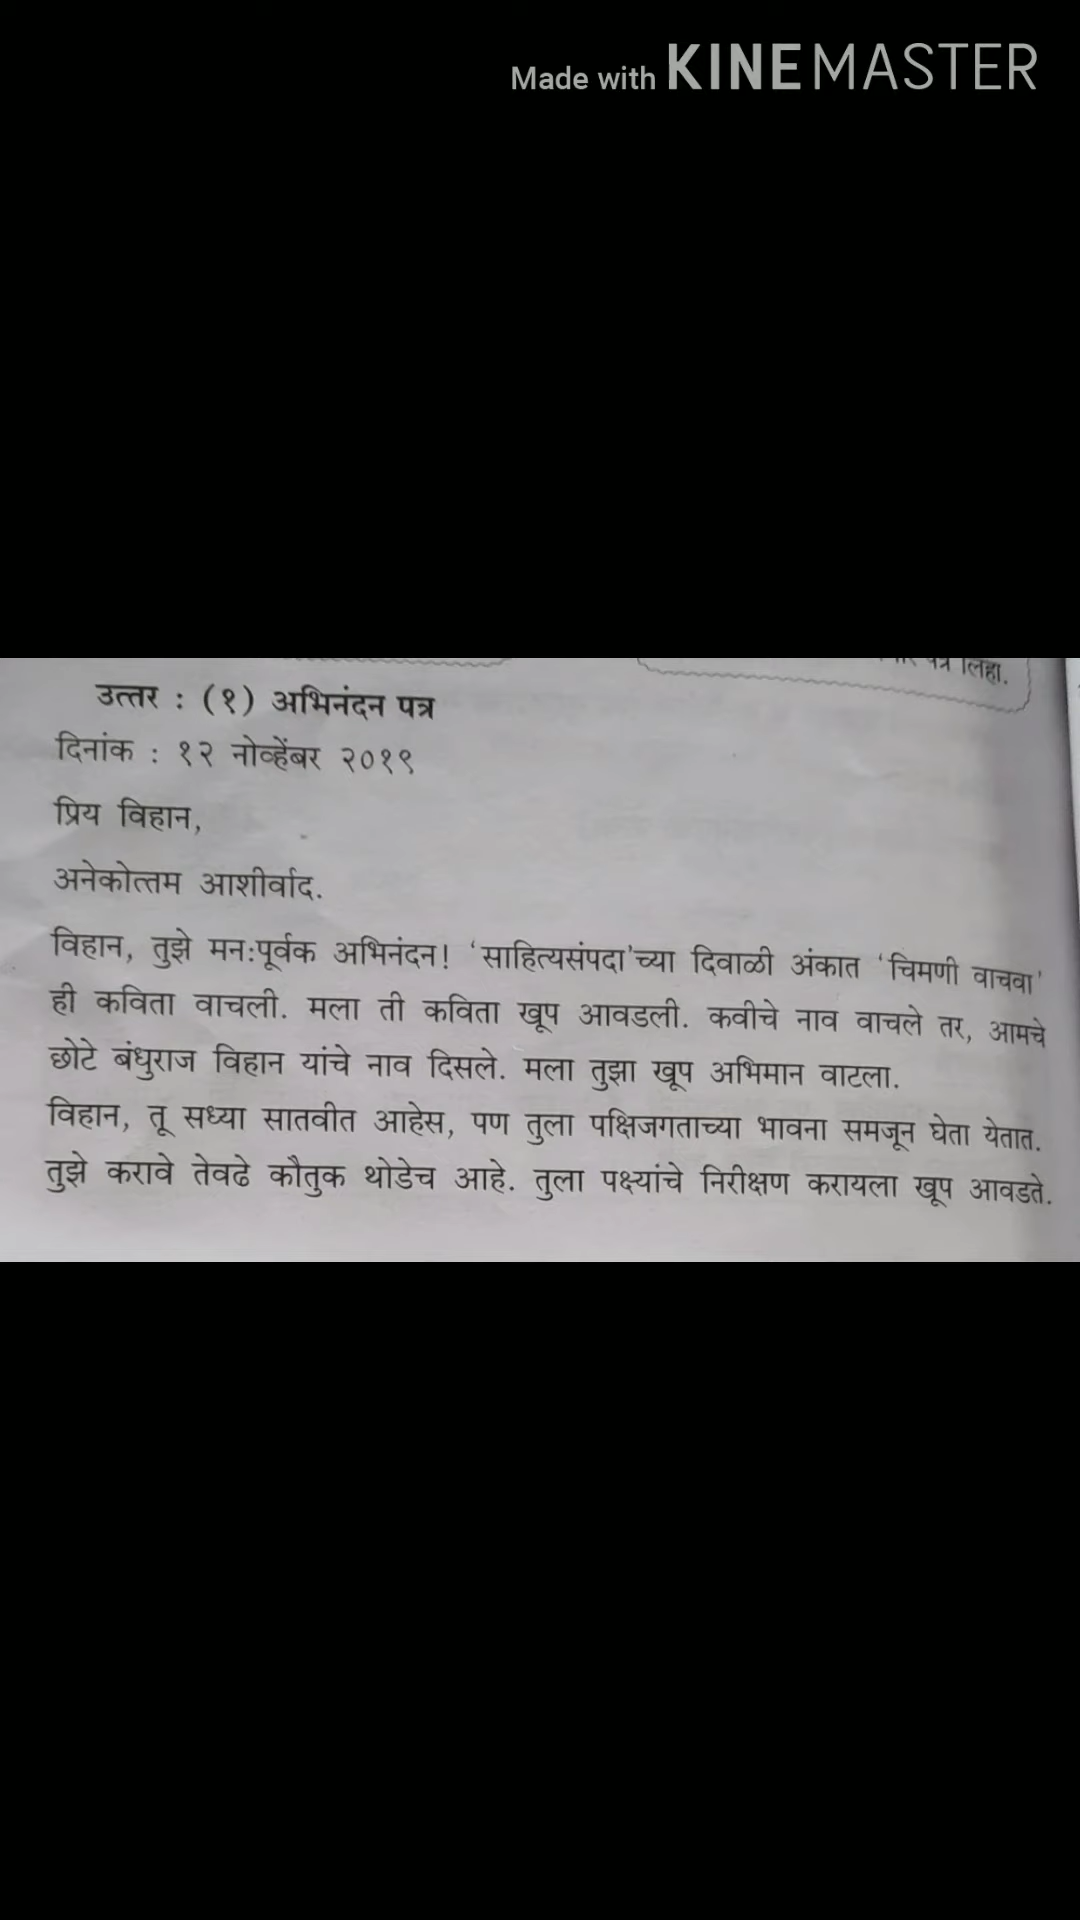 Made with KINEMASTER
पत्र लिहा.
उत्तर : (१) अभिनंदन पत्र
दिनांक : १२ नोव्हेंबर २०१९
प्रिय विहान,
अनेकोत्तम आशीर्वाद.
विहान, तुझे मनःपूर्वक अभिनंदन! ‘साहित्यसंपदा’च्या दिवाळी अंकात ‘चिमणी वाचवा’
ही कविता वाचली. मला ती कविता खूप आवडली. कवीचे नाव वाचले तर, आमचे
छोटे बंधुराज विहान यांचे नाव दिसले. मला तुझा खूप अभिमान वाटला.
विहान, तू सध्या सातवीत आहेस, पण तुला पक्षिजगताच्या भावना समजून घेता येतात.
तुझे करावे तेवढे कौतुक थोडेच आहे. तुला पक्ष्यांचे निरीक्षण करायला खूप आवडते.